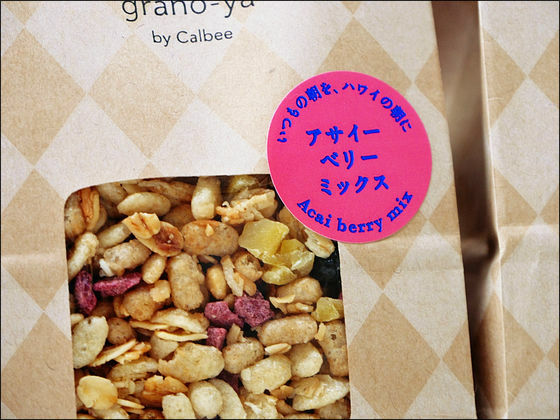 grano-ya
by Calbee
いつもの朝を、ハワイの朝に
アサイー
ベリー
ミックス
Acai berry mix